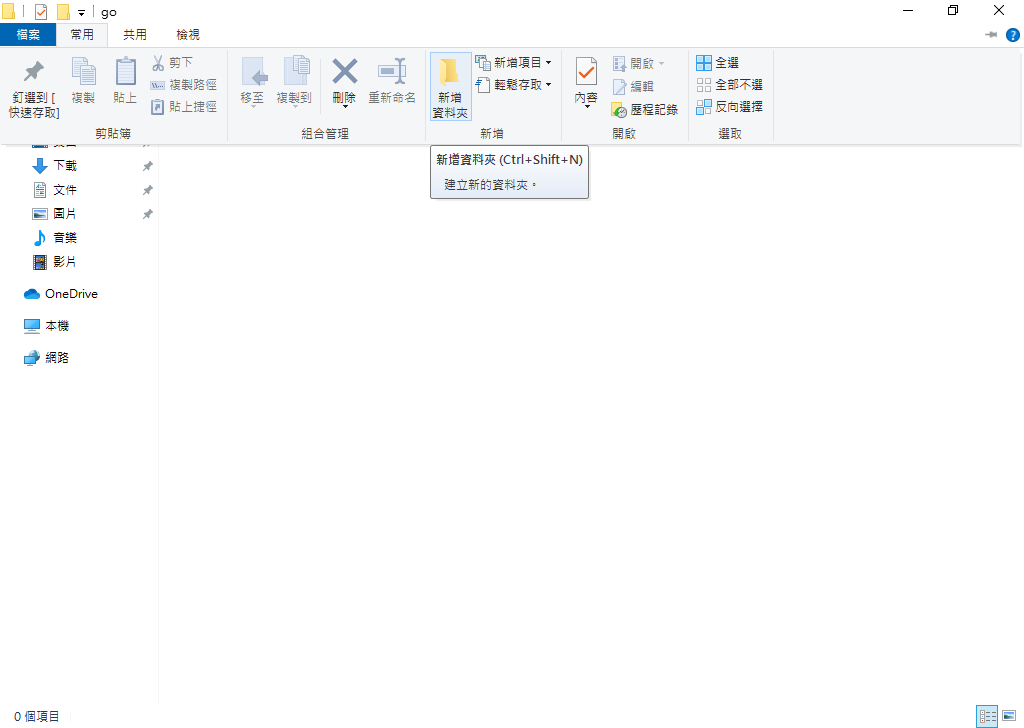 go
檔案
常用
共用
檢視
釘選到 [
快速存取]
複製
貼上
剪下
複製路徑
貼上捷徑
剪貼簿
移至
複製到
刪除
重新命名
組合管理
新增
資料夾
新增項目
輕鬆存取
新增
內容
開啟
編輯
歷程記錄
開啟
全選
全部不選
反向選擇
選取
新增資料夾 (Ctrl+Shift+N)
建立新的資料夾。
下載
文件
圖片
音樂
影片
OneDrive
本機
網路
0 個項目